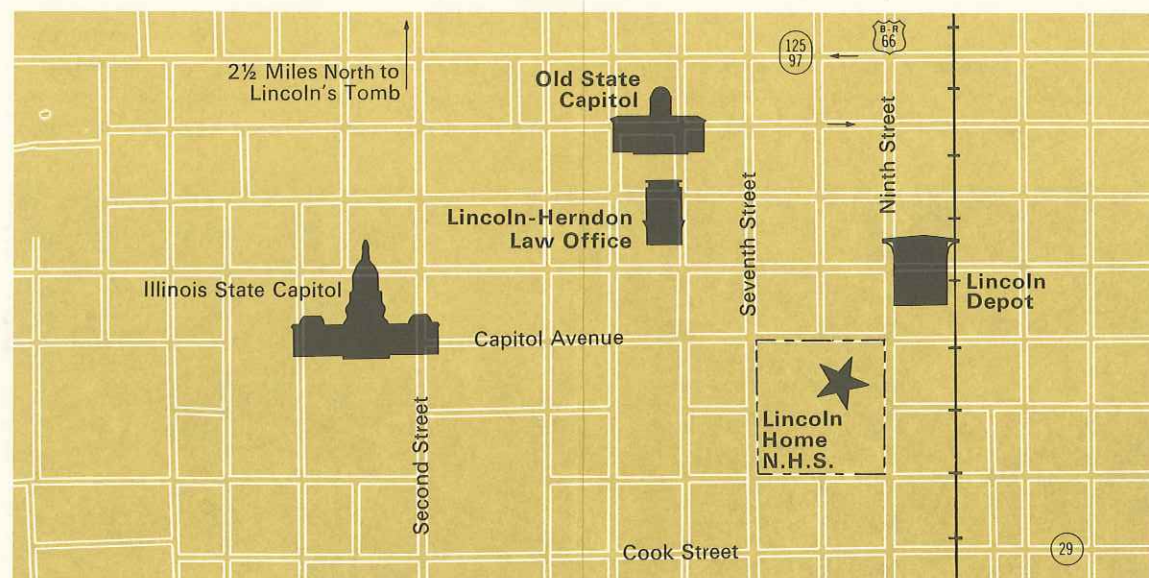 B-R
66
125
97
2½ Miles North to
Lincoln's Tomb
Old State
Capitol
Ninth Street
Seventh Street
Lincoln-Herndon
Law Office
Illinois State Capitol
Lincoln
Depot
Capitol Avenue
Second Street
Lincoln
Home
N.H.S.
Cook Street
29